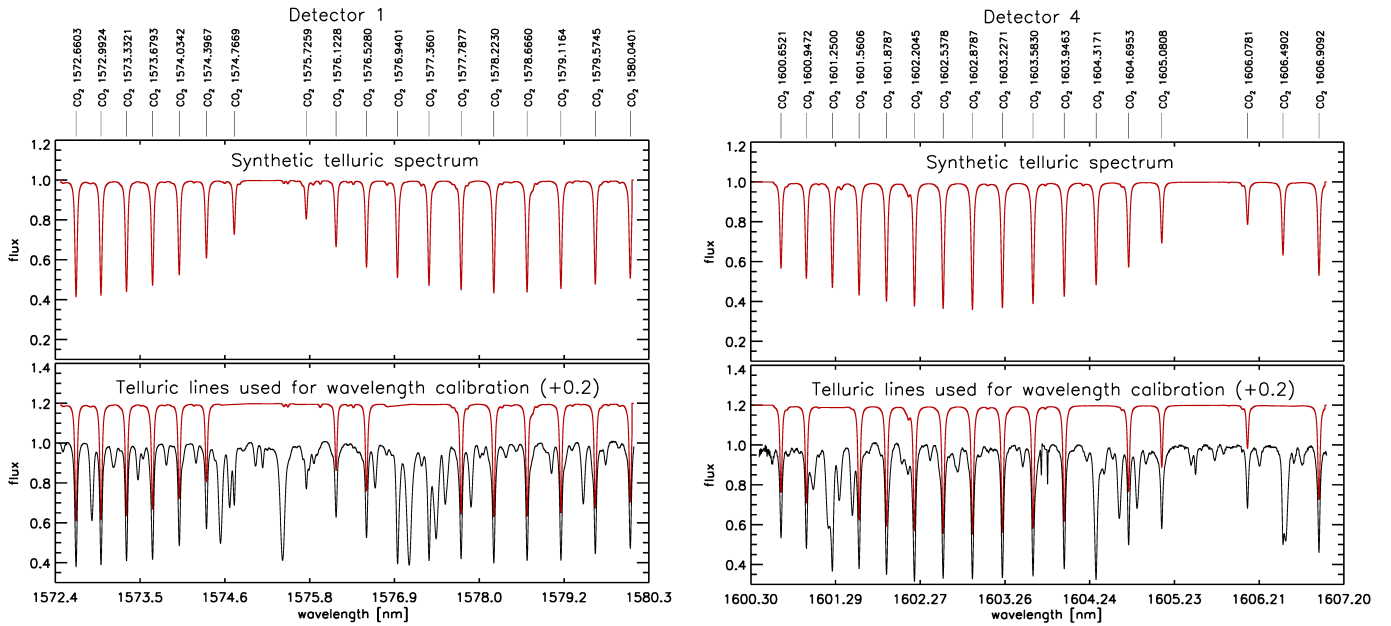 Detector 1
CO2 1572.6603
CO2 1572.9924
CO2 1573.3321
CO2 1573.6793
CO2 1574.0342
CO2 1574.3967
CO2 1574.7669
CO2 1575.7259
CO2 1576.1228
CO2 1576.5280
CO2 1576.9401
CO2 1577.3601
CO2 1577.7877
CO2 1578.2230
CO2 1578.6660
CO2 1579.1164
CO2 1579.5745
CO2 1580.0401
Synthetic telluric spectrum
flux
1.2
1.0
0.8
0.6
0.4
0.2
Telluric lines used for wavelength calibration (+0.2)
flux
1.4
1.2
1.0
0.8
0.6
0.4
1572.4 1573.5 1574.6 1575.8 1576.9 1578.0 1579.2 1580.3
wavelength [nm]
Detector 4
CO2 1600.6521
CO2 1600.9472
CO2 1601.2500
CO2 1601.5606
CO2 1601.8787
CO2 1602.2045
CO2 1602.5378
CO2 1602.8787
CO2 1603.2271
CO2 1603.5830
CO2 1603.9463
CO2 1604.3171
CO2 1604.6953
CO2 1605.0808
CO2 1606.0781
CO2 1606.4902
CO2 1606.9092
Synthetic telluric spectrum
flux
1.2
1.0
0.8
0.6
0.4
0.2
Telluric lines used for wavelength calibration (+0.2)
flux
1.4
1.2
1.0
0.8
0.6
0.4
1600.30 1601.29 1602.27 1603.26 1604.24 1605.23 1606.21 1607.20
wavelength [nm]